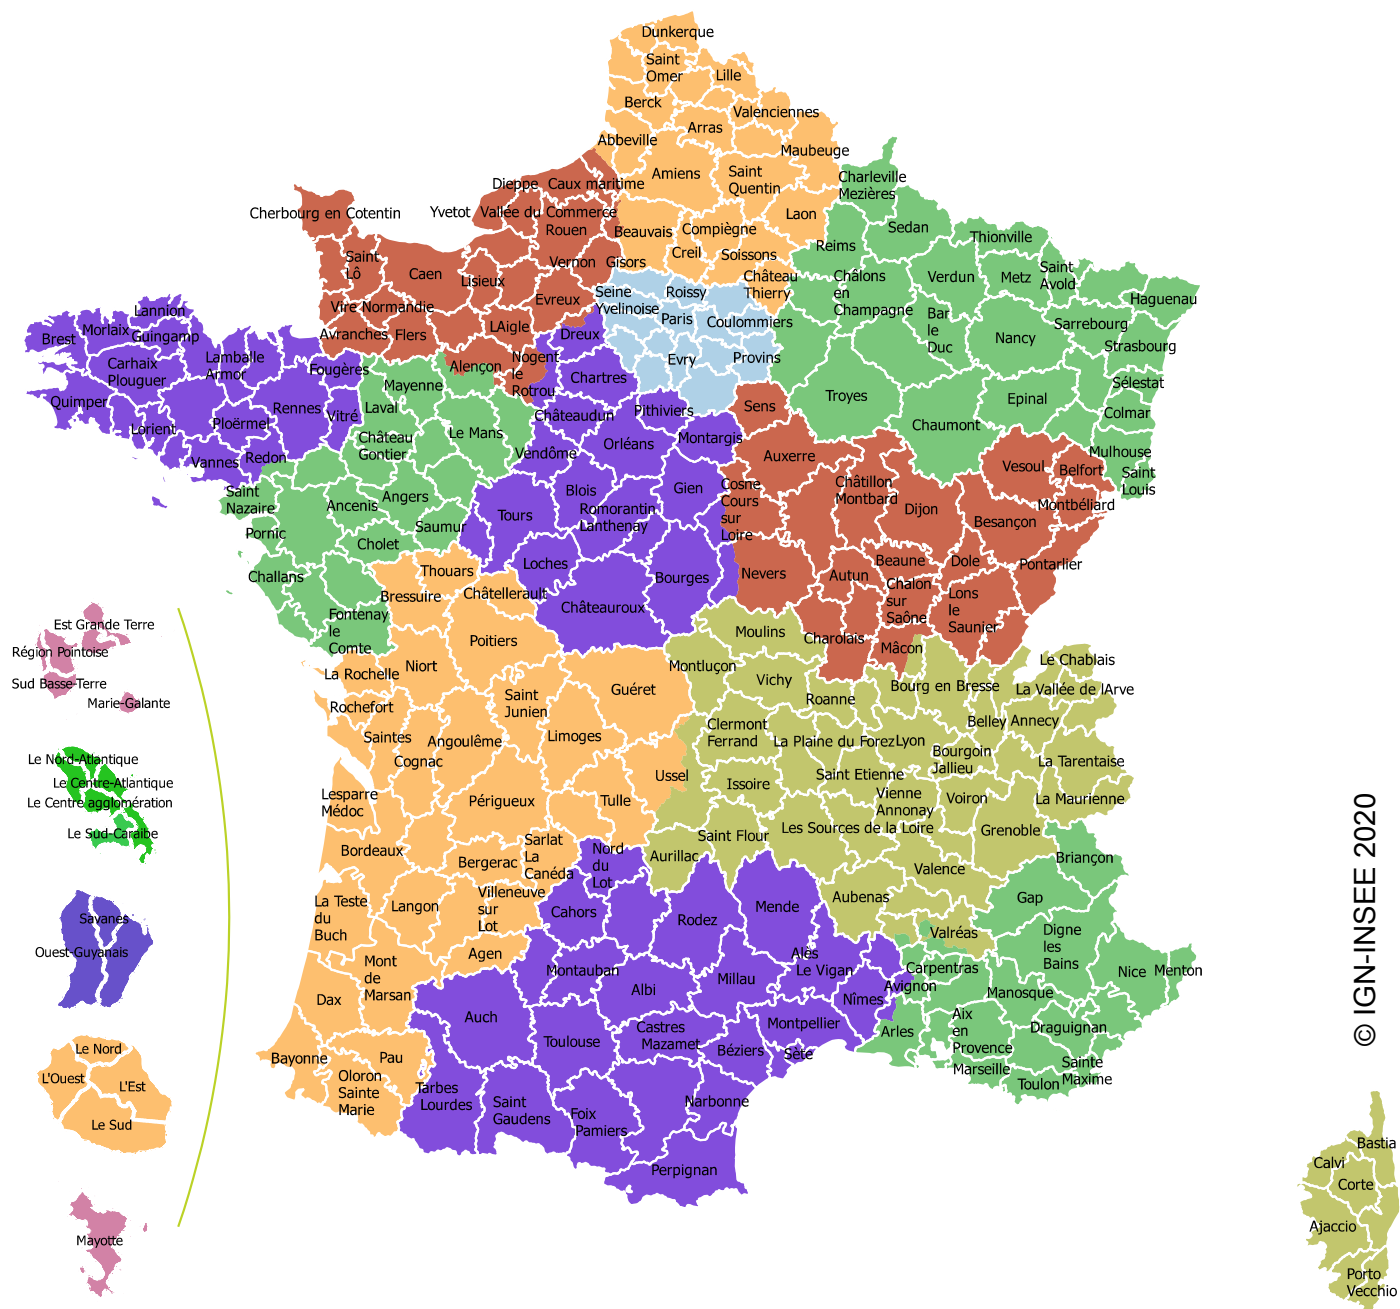 Dunkerque
Saint
Omer
Lille
Berck
Valenciennes
Arras
Abbeville
Maubeuge
Amiens
Saint
Quentin
Laon
Beauvais
Compiègne
Creil
Soissons
Château
Thierry
Dieppe
Caux maritime
Yvetot
Vallée du Commerce
Rouen
Cherbourg en Cotentin
Saint
Lô
Caen
Lisieux
Vernon
Gisors
Evreux
Vire Normandie
Avranches
Flers
LAigle
Alençon
Nogent
le
Rotrou
Charleville
Mezières
Sedan
Reims
Thionville
Verdun
Metz
Saint
Avold
Châlons
en
Champagne
Haguenau
Bar
le
Duc
Sarrebourg
Nancy
Strasbourg
Sélestat
Troyes
Epinal
Colmar
Chaumont
Mulhouse
Saint
Louis
Seine
Yvelinoise
Roissy
Paris
Coulommiers
Evry
Provins
Lannion
Morlaix
Guingamp
Brest
Carhaix
Plouguer
Lamballe
Armor
Fougères
Quimper
Lorient
Ploërmel
Rennes
Vitré
Vannes
Redon
Mayenne
Laval
Château
Gontier
Le Mans
Saint
Nazaire
Ancenis
Angers
Pornic
Cholet
Saumur
Challans
Fontenay
le
Comte
Dreux
Chartres
Châteaudun
Pithiviers
Orléans
Montargis
Vendôme
Blois
Gien
Romorantin
Lanthenay
Tours
Loches
Bourges
Châteauroux
Sens
Auxerre
Cosne
Cours
sur
Loire
Châtillon
Montbard
Dijon
Vesoul
Belfort
Montbéliard
Besançon
Nevers
Autun
Beaune
Dole
Pontarlier
Chalon
sur
Saône
Lons
le
Saunier
Charolais
Mâcon
Thouars
Bressuire
Châtellerault
Poitiers
La Rochelle
Niort
Rochefort
Saint
Junien
Guéret
Saintes
Angoulême
Limoges
Cognac
Ussel
Lesparre
Médoc
Périgueux
Tulle
Bordeaux
Bergerac
Sarlat
La
Canéda
La Teste
du
Buch
Langon
Villeneuve
sur
Lot
Agen
Mont
de
Marsan
Dax
Bayonne
Pau
Oloron
Sainte
Marie
Moulins
Montluçon
Vichy
Roanne
Bourg en Bresse
Le Chablais
La Vallée de lArve
Clermont
Ferrand
La Plaine du Forez
Lyon
Belley
Annecy
Bourgoin
Jallieu
La Tarentaise
Issoire
Saint Etienne
Vienne
Annonay
Voiron
La Maurienne
Saint Flour
Les Sources de la Loire
Grenoble
Aurillac
Valence
Aubenas
Valréas
Nord
du
Lot
Cahors
Rodez
Mende
Alès
Le Vigan
Montauban
Albi
Millau
Nîmes
Auch
Toulouse
Castres
Mazamet
Montpellier
Béziers
Sète
Tarbes
Lourdes
Saint
Gaudens
Foix
Pamiers
Narbonne
Perpignan
Briançon
Gap
Digne
les
Bains
Carpentras
Avignon
Manosque
Nice
Menton
Arles
Aix
en
Provence
Draguignan
Marseille
Toulon
Sainte
Maxime
Bastia
Calvi
Corte
Ajaccio
Porto
Vecchio
Est Grande Terre
Région Pointoise
Sud Basse-Terre
Marie-Galante
Le Nord-Atlantique
Le Centre-Atlantique
Le Centre agglomération
Le Sud-Caraïbe
Savanes
Ouest-Guyanais
Le Nord
L'Ouest
L'Est
Le Sud
Mayotte
© IGN-INSEE 2020